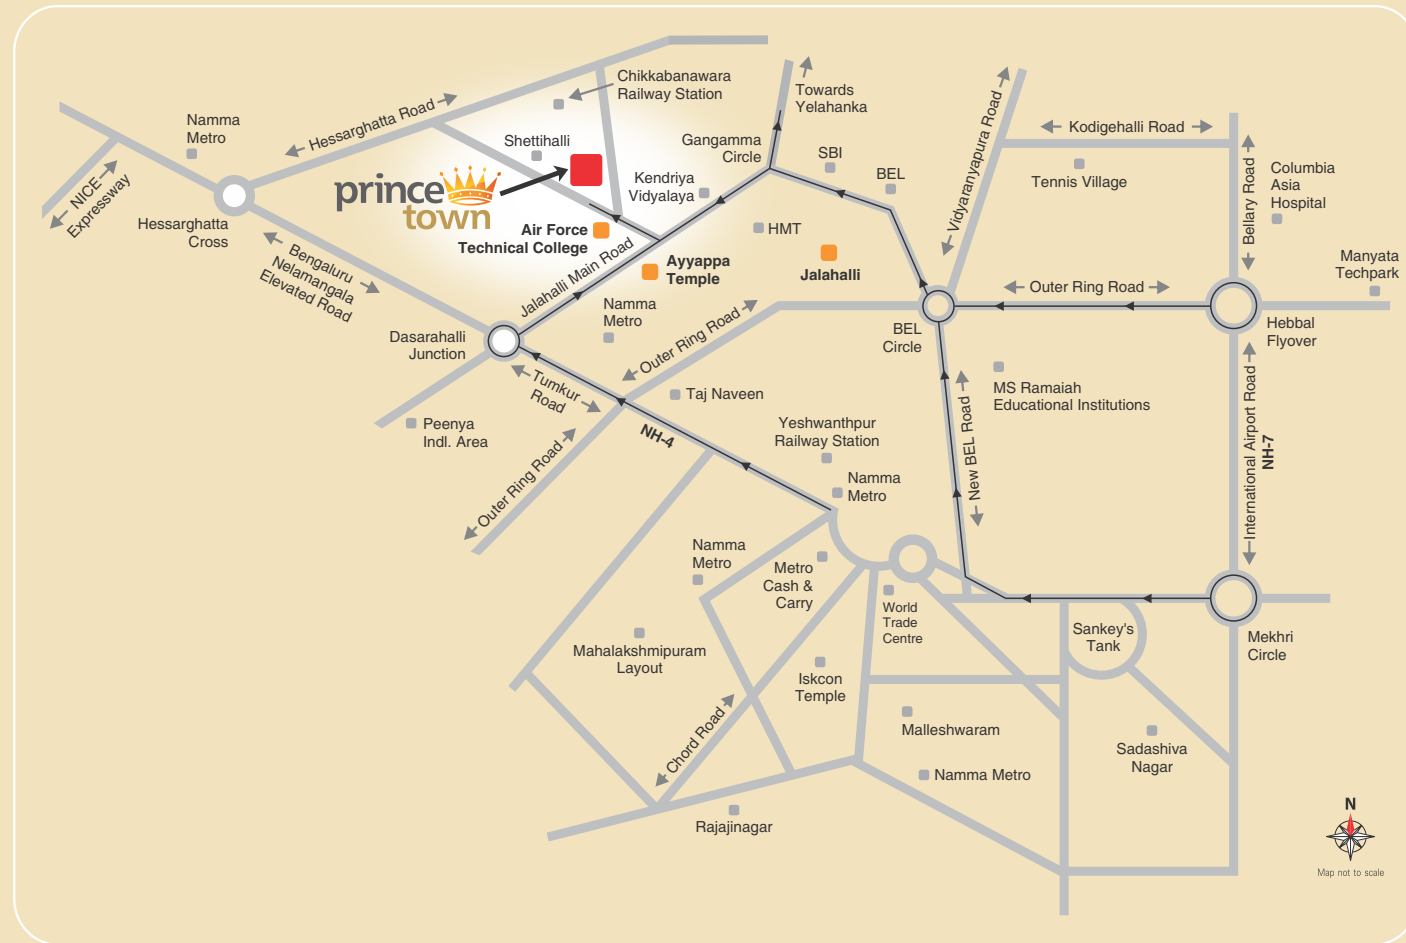 Chikkabanawara
Railway Station
Towards
Yelahanka
Hessarghatta Road
Namma
Metro
NICE
Expressway
Hessarghatta
Cross
Shettihalli
prince
town
Kendriya
Vidyalaya
Gangamma
Circle
SBI
BEL
Vidyaranyapura Road
Kodigehalli Road
Tennis Village
Bellary Road
Columbia
Asia
Hospital
Manyata
Techpark
Air Force
Technical College
HMT
Jalahalli
Ayyappa
Temple
Jalahalli Main Road
Bengaluru
Nelamangala
Elevated Road
Namma
Metro
Outer Ring Road
Outer Ring Road
BEL
Circle
Hebbal
Flyover
Dasarahalli
Junction
Tumkur
Road
Taj Naveen
MS Ramaiah
Educational Institutions
Peenya
Indl. Area
NH-4
Yeshwanthpur
Railway Station
New BEL Road
International Airport Road
NH-7
Outer Ring Road
Namma
Metro
Namma
Metro
Metro
Cash &
Carry
World
Trade
Centre
Sankey's
Tank
Mekhri
Circle
Mahalakshmipuram
Layout
Iskcon
Temple
Chord Road
Malleshwaram
Sadashiva
Nagar
Namma Metro
Rajajinagar
N
Map not to scale